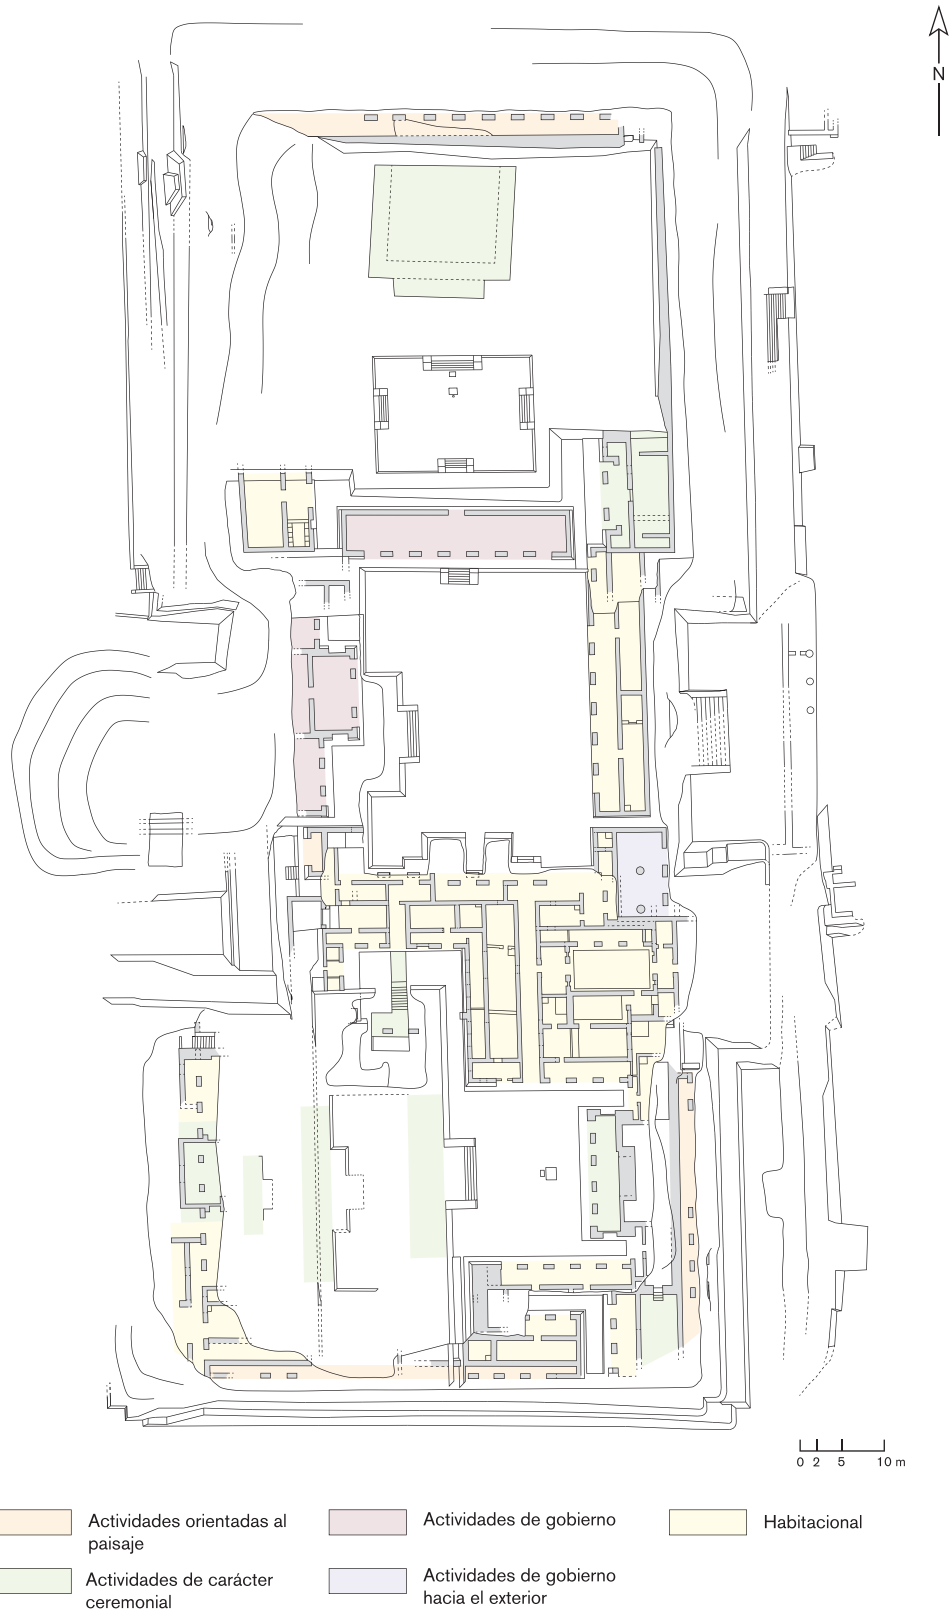 N
0 2 5 10 m
Actividades orientadas al
paisaje
Actividades de gobierno
Habitacional
Actividades de carácter
ceremonial
Actividades de gobierno
hacia el exterior